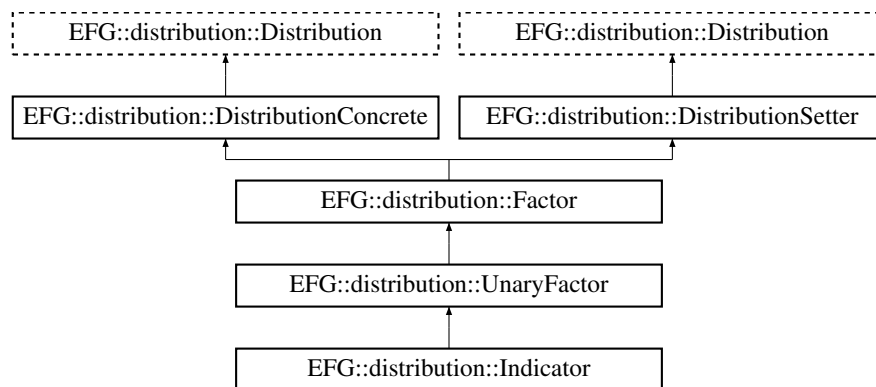 EFG::distribution::Distribution
EFG::distribution::Distribution
EFG::distribution::DistributionConcrete
EFG::distribution::DistributionSetter
EFG::distribution::Factor
EFG::distribution::UnaryFactor
EFG::distribution::Indicator